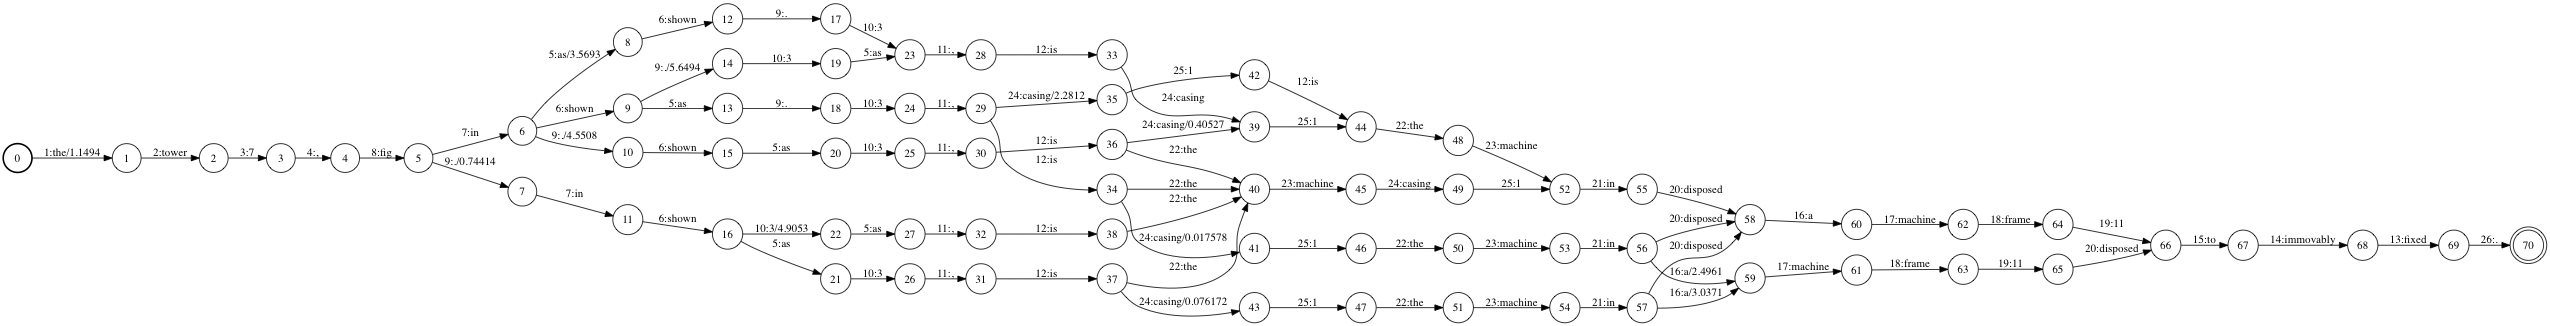 0 1:the/1.1494 1 2:tower 2 3:7 3 4:, 4 8:fig 5
7:in 6 9:./0.74414 7
5:as/3.5693 8 6:shown 12 9:. 17 10:3
6:shown 9 9:./5.6494 14 10:3 19 5:as 23 11:, 28 12:is 33 24:casing
5:as 13 9:. 18 10:3 24 11:, 29 24:casing/2.2812 35 25:1 42 12:is
12:is 34 22:the 24:casing/0.017578
9:./4.5508 10 6:shown 15 5:as 20 10:3 25 11:, 30 12:is 36 24:casing/0.40527 39 25:1 44 22:the 48 23:machine
22:the 40 23:machine 45 24:casing 49 25:1 52 21:in 55 20:disposed
7:in 11 6:shown 16 10:3/4.9053 22 5:as 27 11:, 32 12:is 38 22:the
41 25:1 46 22:the 50 23:machine 53 21:in 56 20:disposed 16:a/2.4961
5:as 21 10:3 26 11:, 31 12:is 37 22:the 24:casing/0.076172 43 25:1 47 22:the 51 23:machine 54 21:in 57 20:disposed 16:a/3.0371
58 16:a 60 17:machine 62 18:frame 64 19:11
59 17:machine 61 18:frame 63 19:11 65 20:disposed
66 15:to 67 14:immovably 68 13:fixed 69 26:. 70